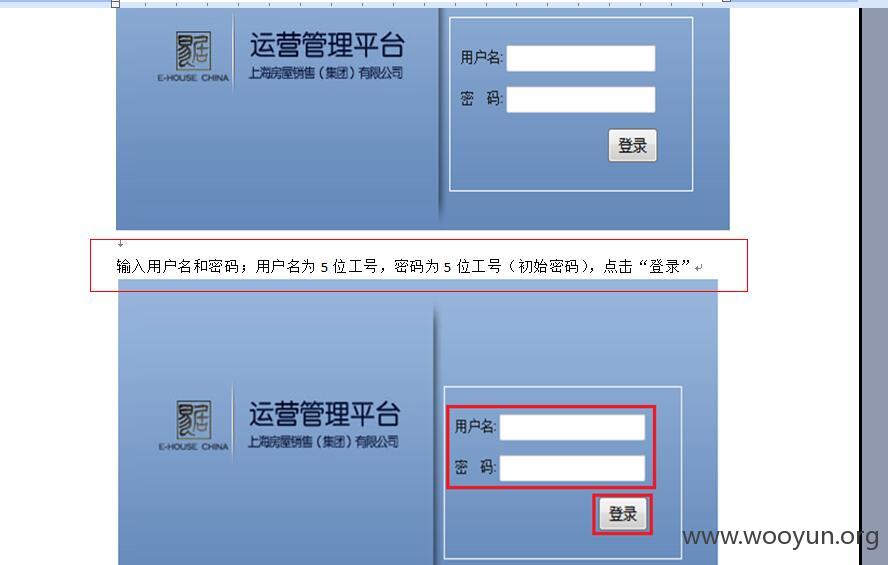 易居
E-HOUSE CHINA
运营管理平台
上海房屋销售(集团)有限公司
用户名:
密 码:
登录
输入用户名和密码；用户名为 5 位工号，密码为 5 位工号（初始密码），点击“登录”
易居
E-HOUSE CHINA
运营管理平台
上海房屋销售(集团)有限公司
用户名:
密 码:
登录
www.wooyun.org